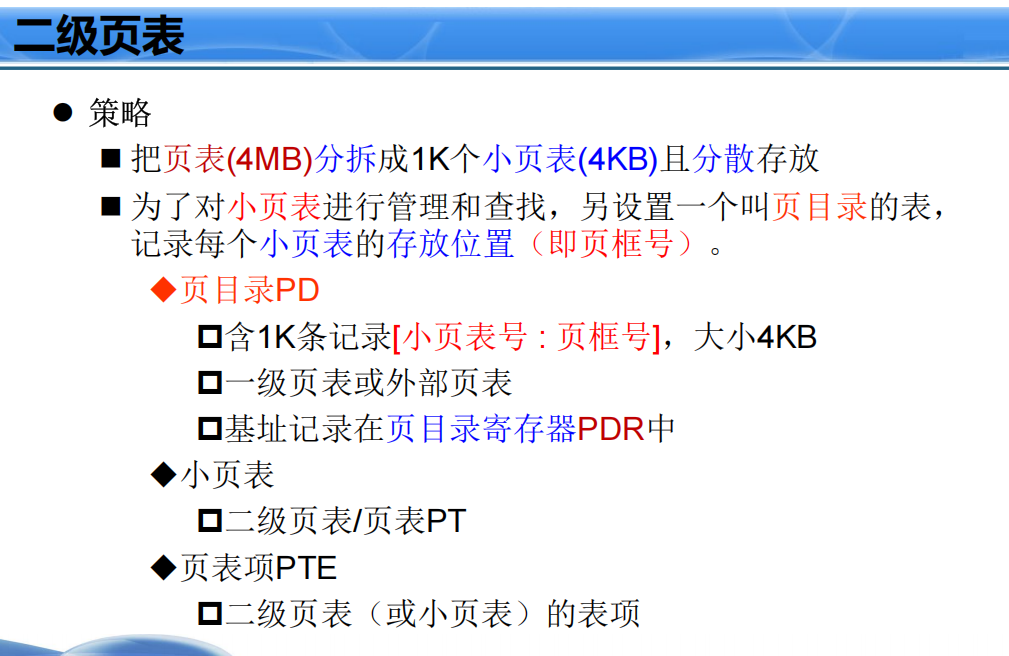 二级页表
● 策略
■ 把页表(4MB)分拆成1K个小页表(4KB)且分散存放
■ 为了对小页表进行管理和查找，另设置一个叫页目录的表，
记录每个小页表的存放位置（即页框号）。
◆页目录PD
含1K条记录[小页表号：页框号]，大小4KB
一级页表或外部页表
基址记录在页目录寄存器PDR中
◆小页表
二级页表/页表PT
◆页表项PTE
二级页表（或小页表）的表项